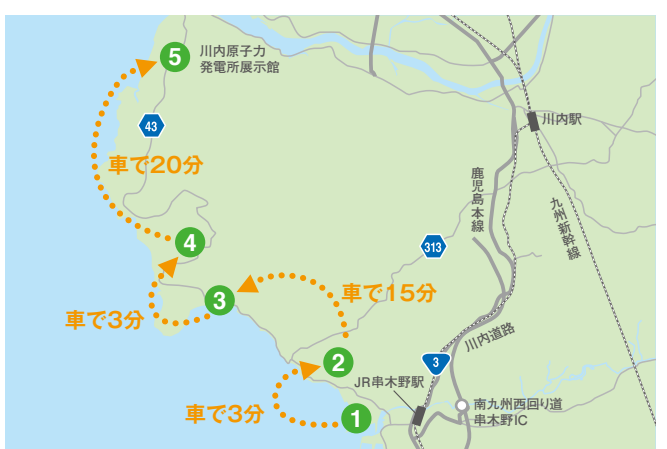 5
川内原子力
発電所展示館
43
車で20分
川内駅
鹿児島本線
九州新幹線
4
313
3
車で15分
車で3分
川内道路
2
3
JR串木野駅
車で3分
1
南九州西回り道
串木野IC